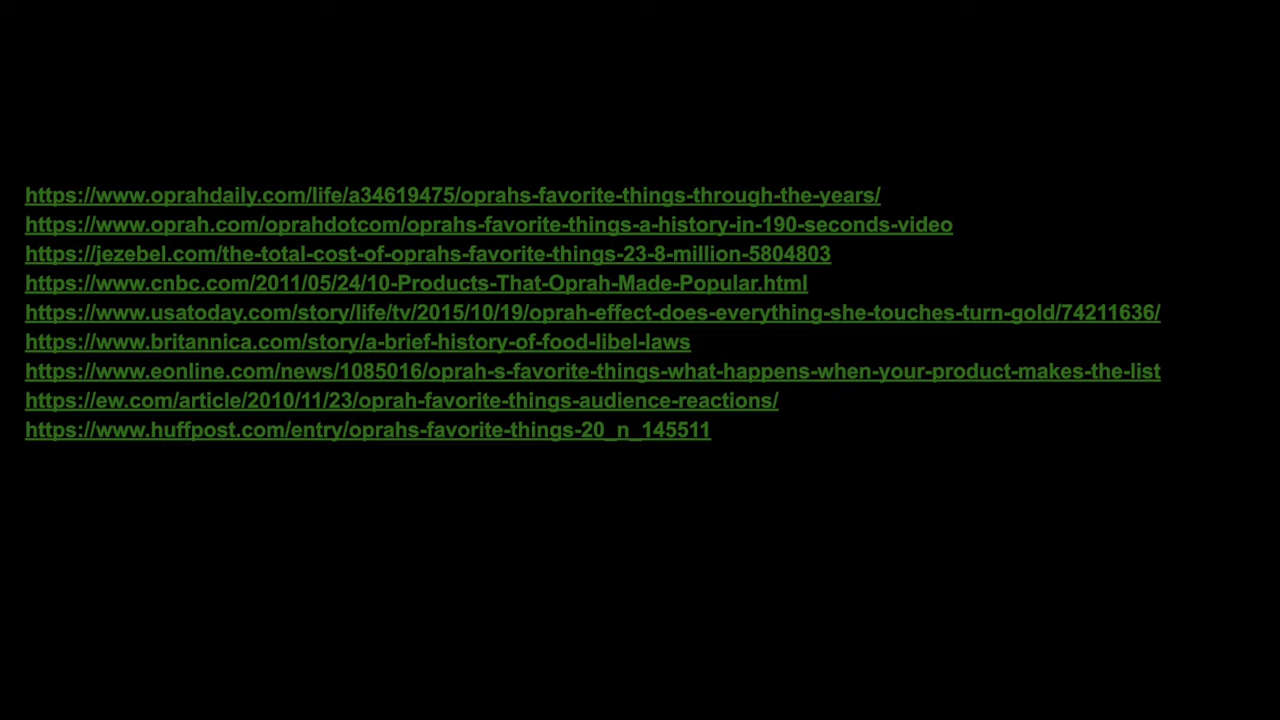 https://www.oprahdaily.com/life/a34619475/oprahs-favorite-things-through-the-years/
https://www.oprah.com/oprahdotcom/oprahs-favorite-things-a-history-in-190-seconds-video
https://jezebel.com/the-total-cost-of-oprahs-favorite-things-23-8-million-5804803
https://www.cnbc.com/2011/05/24/10-Products-That-Oprah-Made-Popular.html
https://www.usatoday.com/story/life/tv/2015/10/19/oprah-effect-does-everything-she-touches-turn-gold/74211636/
https://www.britannica.com/story/a-brief-history-of-food-libel-laws
https://www.eonline.com/news/1085016/oprah-s-favorite-things-what-happens-when-your-product-makes-the-list
https://ew.com/article/2010/11/23/oprah-favorite-things-audience-reactions/
https://www.huffpost.com/entry/oprahs-favorite-things-20_n_145511